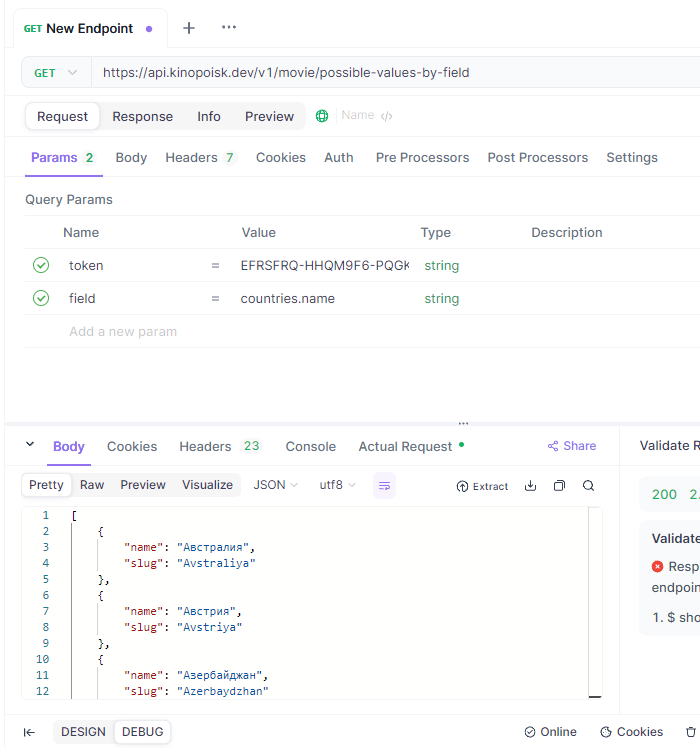 GET New Endpoint
GET https://api.kinopoisk.dev/v1/movie/possible-values-by-field
Request Response Info Preview Name </>
Params 2 Body Headers 7 Cookies Auth Pre Processors Post Processors Settings
Query Params
Name Value Type Description
token = EFRSFRQ-HHQM9F6-PQGK string
field = countries.name string
Add a new param
Body Cookies Headers 23 Console Actual Request Share Validate R
Pretty Raw Preview Visualize JSON utf8 Extract 200 2.
1 [
2 {
3 "name": "Австралия",
4 "slug": "Avstraliya"
5 },
6 {
7 "name": "Австрия",
8 "slug": "Avstriya"
9 },
10 {
11 "name": "Азербайджан",
12 "slug": "Azerbaydzhan"
Validate
Resp
endpoin
1. $ sho
DESIGN DEBUG Online Cookies